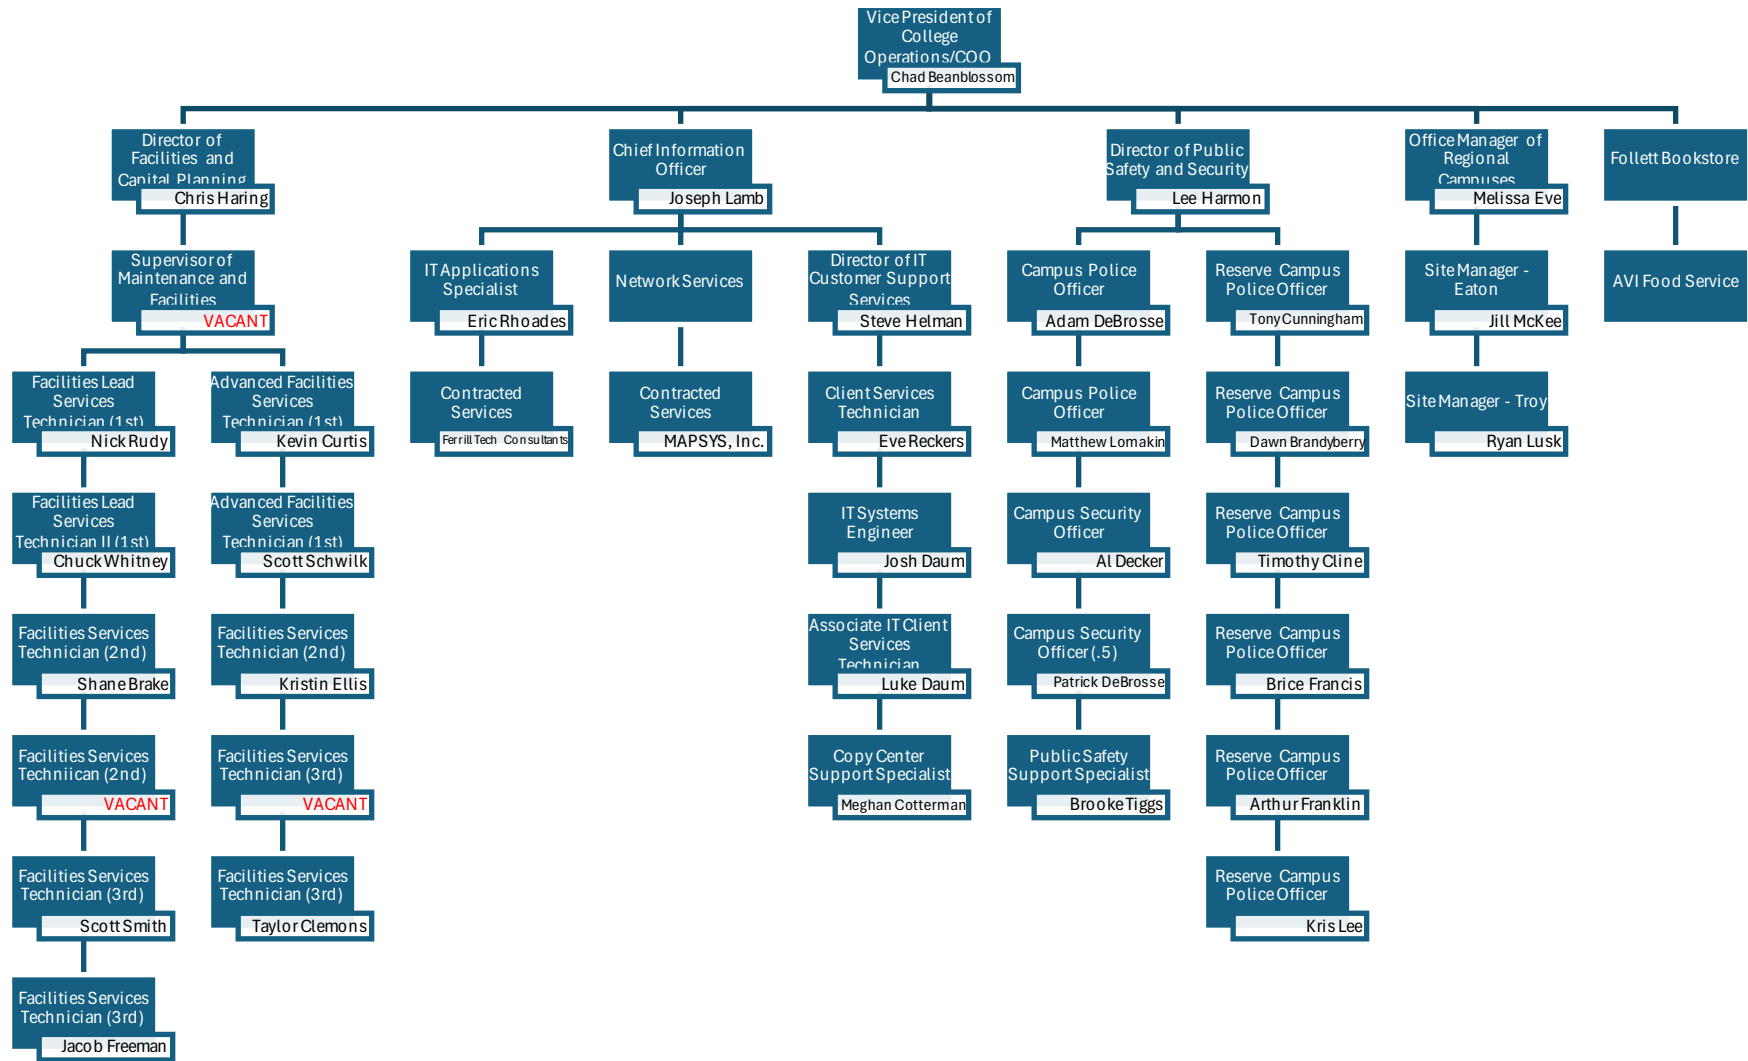 Vice President of
College
Operations/COO
Chad Beanblossom
Director of
Facilities and
Capital Planning
Chris Haring
Chief Information
Officer
Joseph Lamb
Director of Public
Safety and Security
Lee Harmon
Office Manager of
Regional
Campuses
Melissa Eve
Follett Bookstore
Supervisor of
Maintenance and
Facilities
VACANT
IT Applications
Specialist
Eric Rhoades
Network Services
Director of IT
Customer Support
Services
Steve Helman
Campus Police
Officer
Adam DeBrosse
Reserve Campus
Police Officer
Tony Cunningham
Site Manager -
Eaton
Jill McKee
AVI Food Service
Facilities Lead
Services
Technician (1st)
Nick Rudy
Advanced Facilities
Services
Technician (1st)
Kevin Curtis
Contracted
Services
Ferrill Tech Consultants
Contracted
Services
MAPSYS, Inc.
Client Services
Technician
Eve Reckers
Campus Police
Officer
Matthew Lomakin
Reserve Campus
Police Officer
Dawn Brandyberry
Site Manager - Troy
Ryan Lusk
Facilities Lead
Services
Technician II (1st)
Chuck Whitney
Advanced Facilities
Services
Technician (1st)
Scott Schwilk
IT Systems
Engineer
Josh Daum
Campus Security
Officer
Al Decker
Reserve Campus
Police Officer
Timothy Cline
Facilities Services
Technician (2nd)
Shane Brake
Facilities Services
Technician (2nd)
Kristin Ellis
Associate IT Client
Services
Technician
Luke Daum
Campus Security
Officer (.5)
Patrick DeBrosse
Reserve Campus
Police Officer
Brice Francis
Facilities Services
Techniican (2nd)
VACANT
Facilities Services
Technician (3rd)
VACANT
Copy Center
Support Specialist
Meghan Cotterman
Public Safety
Support Specialist
Brooke Tiggs
Reserve Campus
Police Officer
Arthur Franklin
Facilities Services
Technician (3rd)
Scott Smith
Facilities Services
Technician (3rd)
Taylor Clemons
Reserve Campus
Police Officer
Kris Lee
Facilities Services
Technician (3rd)
Jacob Freeman